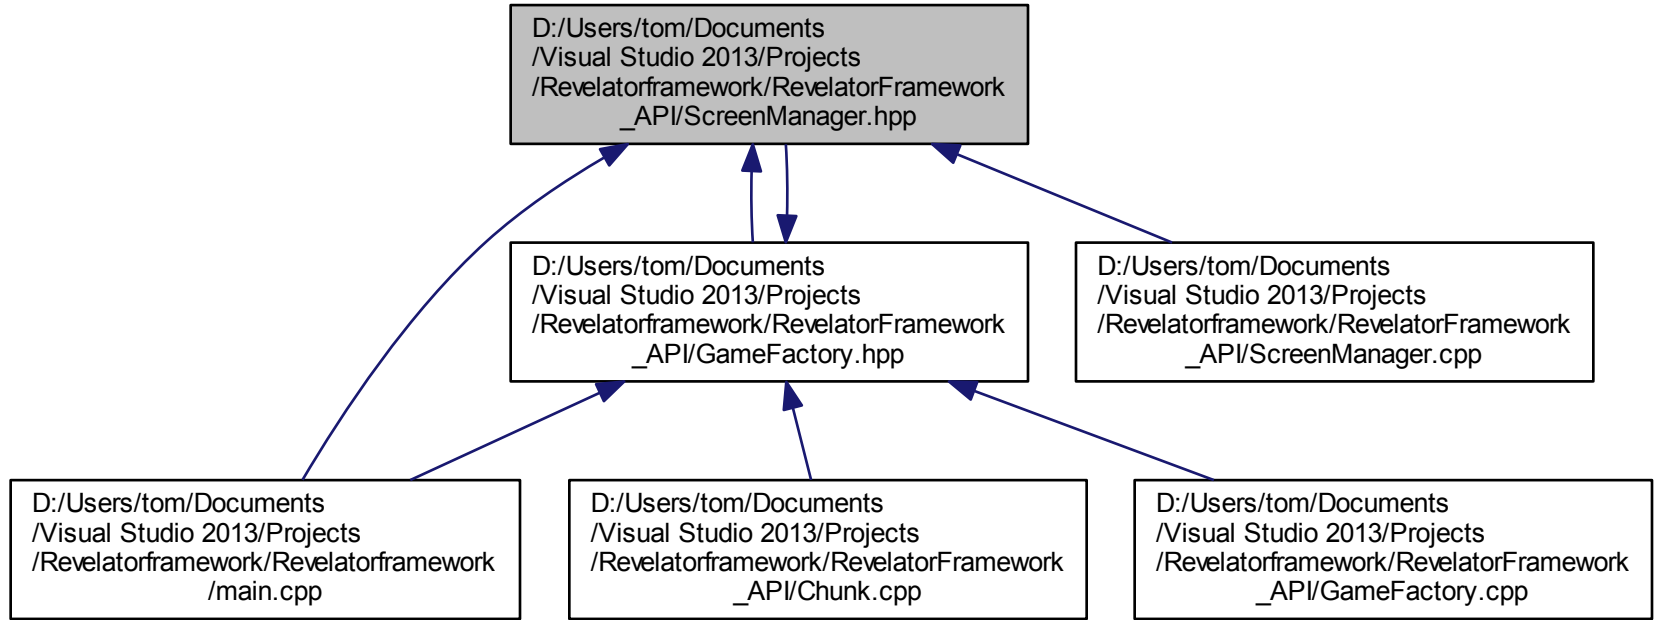 D:/Users/tom/Documents
/Visual Studio 2013/Projects
/Revelatorframework/RevelatorFramework
_API/ScreenManager.hpp
D:/Users/tom/Documents
/Visual Studio 2013/Projects
/Revelatorframework/RevelatorFramework
_API/GameFactory.hpp
D:/Users/tom/Documents
/Visual Studio 2013/Projects
/Revelatorframework/RevelatorFramework
_API/ScreenManager.cpp
D:/Users/tom/Documents
/Visual Studio 2013/Projects
/Revelatorframework/Revelatorframework
/main.cpp
D:/Users/tom/Documents
/Visual Studio 2013/Projects
/Revelatorframework/RevelatorFramework
_API/Chunk.cpp
D:/Users/tom/Documents
/Visual Studio 2013/Projects
/Revelatorframework/RevelatorFramework
_API/GameFactory.cpp